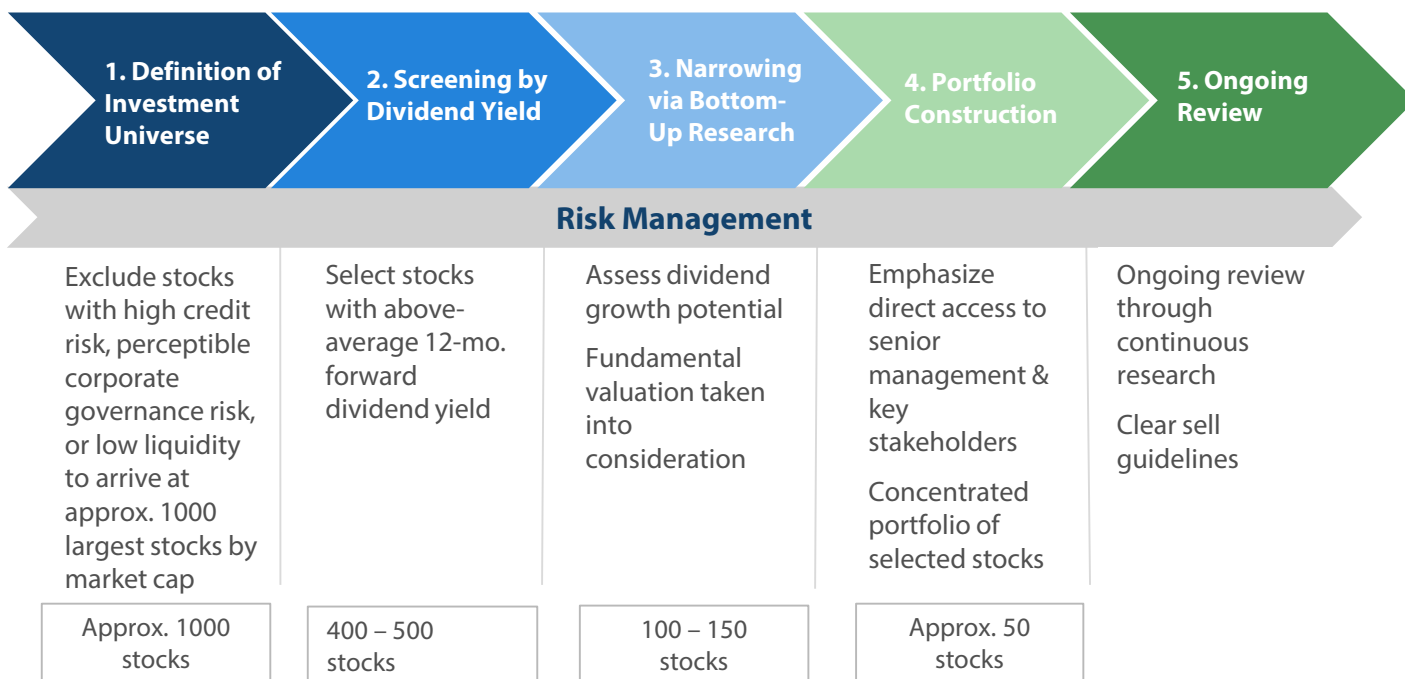 1. Definition of
Investment
Universe
2. Screening by
Dividend Yield
3. Narrowing
via Bottom-
Up Research
4. Portfolio
Construction
5. Ongoing
Review
Risk Management
Exclude stocks
with high credit
risk, perceptible
corporate
governance risk,
or low liquidity
to arrive at
approx. 1000
largest stocks by
market cap
Select stocks
with above-
average 12-mo.
forward
dividend yield
Assess dividend
growth potential
Fundamental
valuation taken
into
consideration
Emphasize
direct access to
senior
management &
key
stakeholders
Concentrated
portfolio of
selected stocks
Ongoing review
through
continuous
research
Clear sell
guidelines
Approx. 1000
stocks
400 – 500
stocks
100 – 150
stocks
Approx. 50
stocks